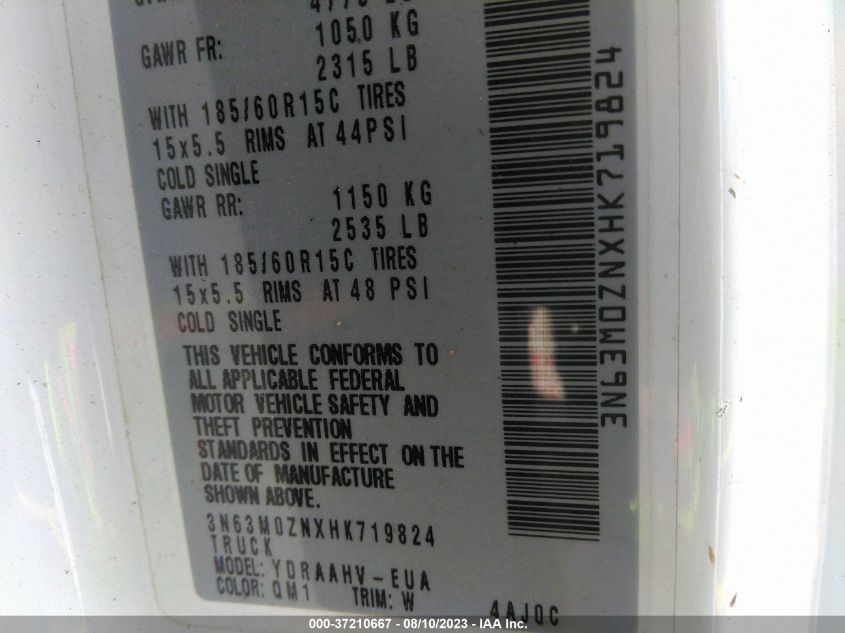 1050 KG
GAWR FR:
2315 LB
WITH 185/60R15C TIRES
15x5.5 RIMS AT 44PSI
COLD SINGLE
GAWR RR: 1150 KG
2535 LB
WITH 185/60R15C TIRES
15x5.5 RIMS AT 48 PSI
COLD SINGLE
THIS VEHICLE CONFORMS TO
ALL APPLICABLE FEDERAL
MOTOR VEHICLE SAFETY AND
THEFT PREVENTION
STANDARDS IN EFFECT ON THE
DATE OF MANUFACTURE
SHOWN ABOVE.
3N63M0ZNXHK719824
TRUCK
MODEL: YDRAAHV-EUA
COLOR: QM1 TRIM: W 4AJ0C
3N63M0ZNXHK719824
000-37210667 - 08/10/2023 - IAA Inc.